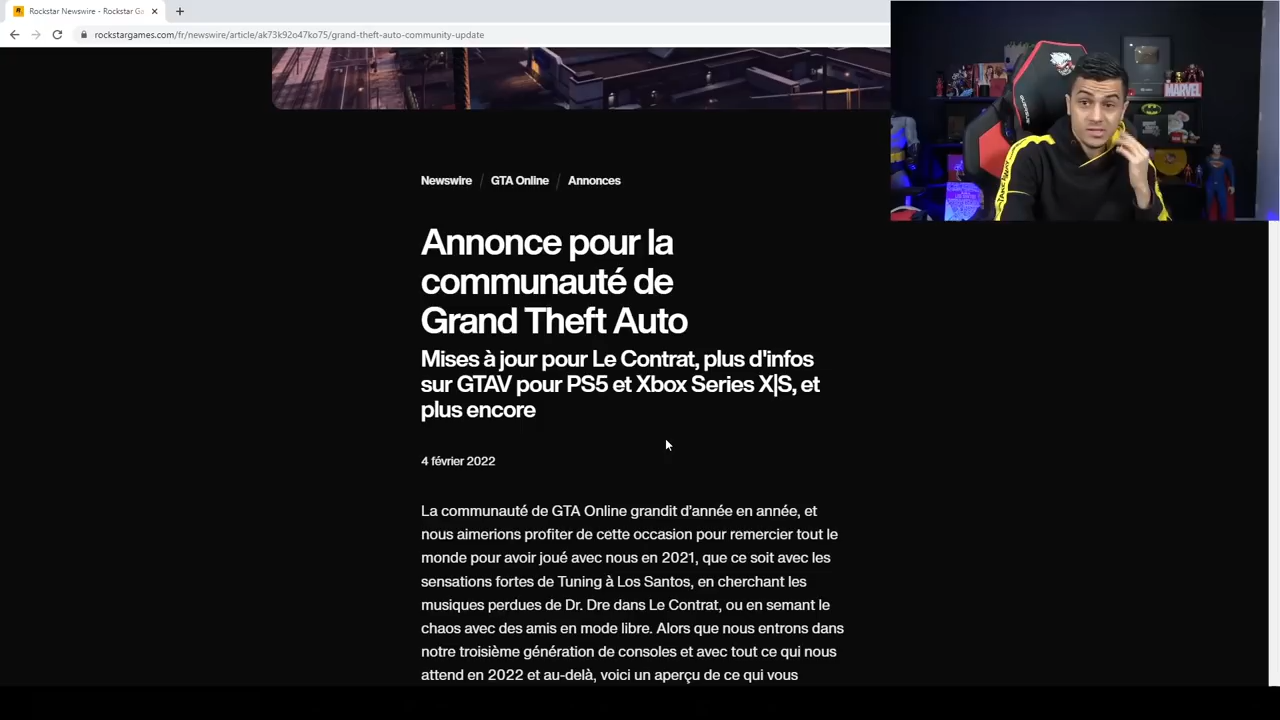 Rockstar Newswire - Rockstar Ga
rockstargames.com/fr/newswire/article/ak73k92o47ko75/grand-theft-auto-community-update
MARVEL
Newswire / GTA Online / Annonces
Annonce pour la
communauté de
Grand Theft Auto
Mises à jour pour Le Contrat, plus d'infos
sur GTAV pour PS5 et Xbox Series X|S, et
plus encore
4 février 2022
La communauté de GTA Online grandit d’année en année, et
nous aimerions profiter de cette occasion pour remercier tout le
monde pour avoir joué avec nous en 2021, que ce soit avec les
sensations fortes de Tuning à Los Santos, en cherchant les
musiques perdues de Dr. Dre dans Le Contrat, ou en semant le
chaos avec des amis en mode libre. Alors que nous entrons dans
notre troisième génération de consoles et avec tout ce qui nous
attend en 2022 et au-delà, voici un aperçu de ce qui vous